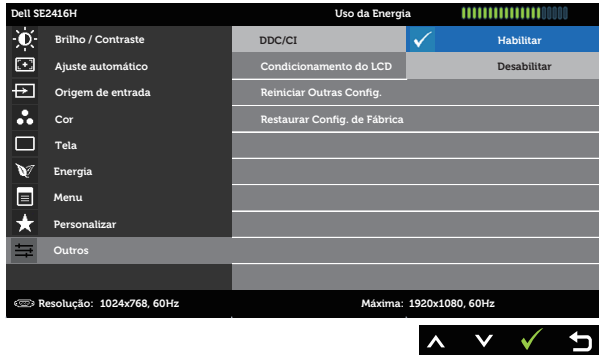 Dell SE2416H Uso da Energia
Brilho / Contraste
Ajuste automático
Origem de entrada
Cor
Tela
Energia
Menu
Personalizar
Outros
DDC/CI
Condicionamento do LCD
Reiniciar Outras Config.
Restaurar Config. de Fábrica
Habilitar
Desabilitar
Resolução: 1024x768, 60Hz Máxima: 1920x1080, 60Hz